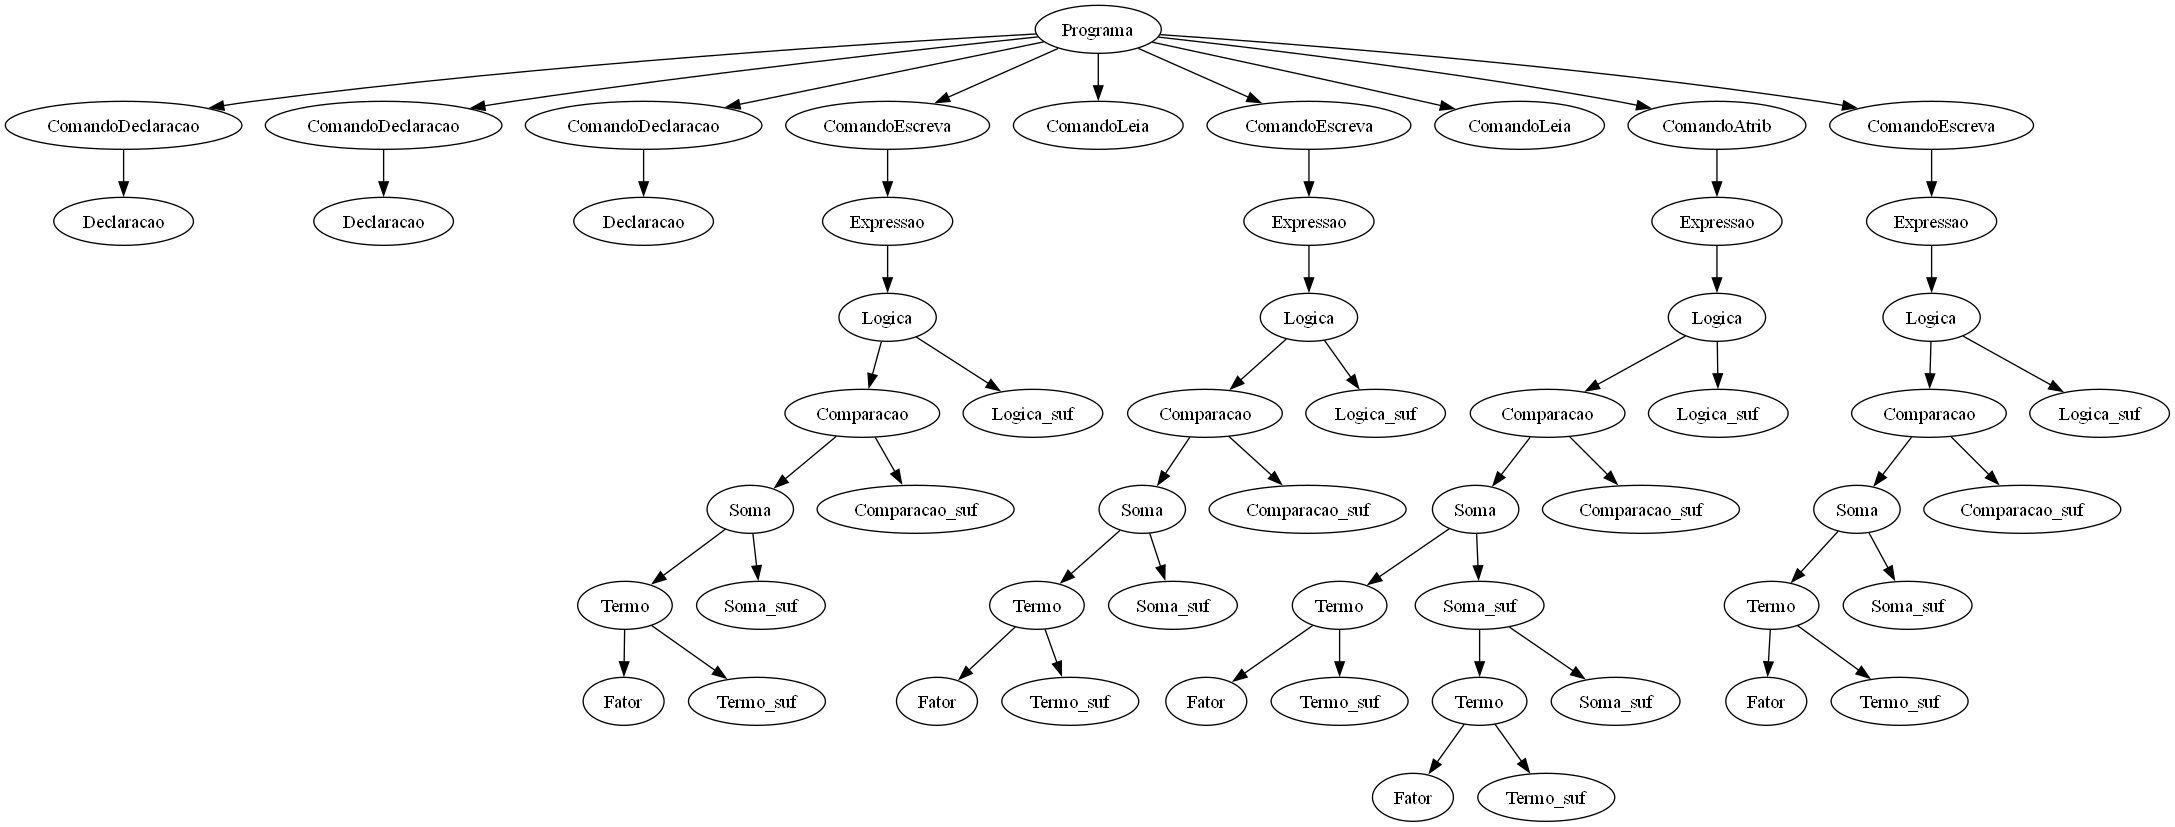 Programa
ComandoDeclaracao ComandoDeclaracao ComandoDeclaracao ComandoEscreva ComandoLeia ComandoEscreva ComandoLeia ComandoAtrib ComandoEscreva
Declaracao Declaracao Declaracao Expressao Expressao Expressao Expressao
Logica Logica Logica Logica
Comparacao Logica_suf Comparacao Logica_suf Comparacao Logica_suf Comparacao Logica_suf
Soma Comparacao_suf Soma Comparacao_suf Soma Comparacao_suf Soma Comparacao_suf
Termo Soma_suf Termo Soma_suf Termo Soma_suf Termo Soma_suf
Fator Termo_suf Fator Termo_suf Fator Termo_suf Termo Soma_suf Fator Termo_suf
Fator Termo_suf